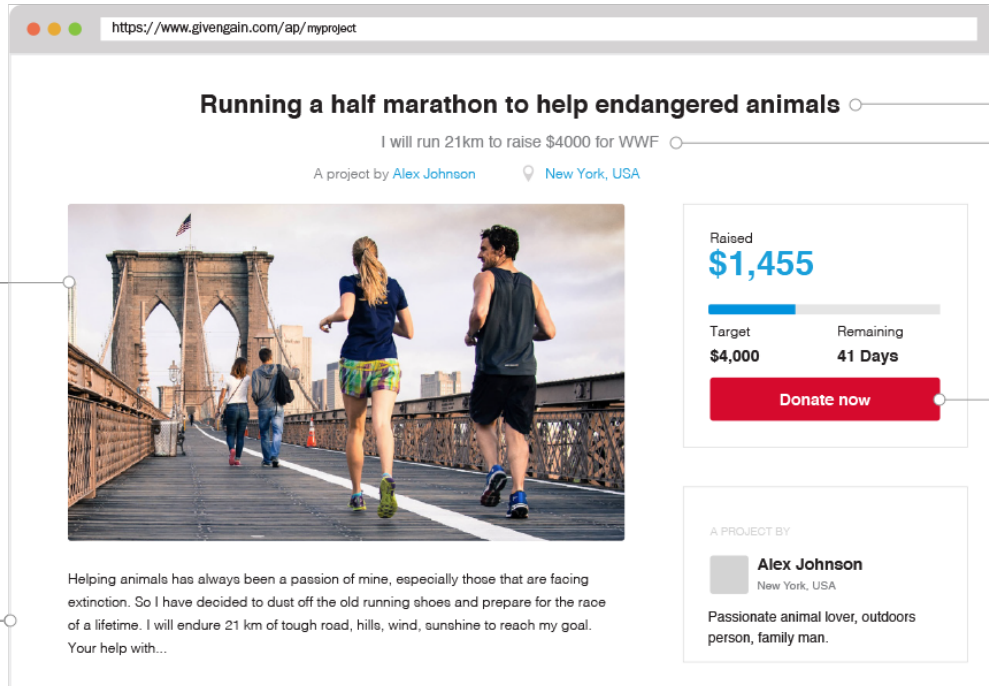 https://www.givengain.com/ap/myproject
Running a half marathon to help endangered animals
I will run 21km to raise $4000 for WWF
A project by Alex Johnson New York, USA
Raised
$1,455
Target Remaining
$4,000 41 Days
Donate now
A PROJECT BY
Alex Johnson
New York, USA
Passionate animal lover, outdoors
person, family man.
Helping animals has always been a passion of mine, especially those that are facing
extinction. So I have decided to dust off the old running shoes and prepare for the race
of a lifetime. I will endure 21 km of tough road, hills, wind, sunshine to reach my goal.
Your help with...